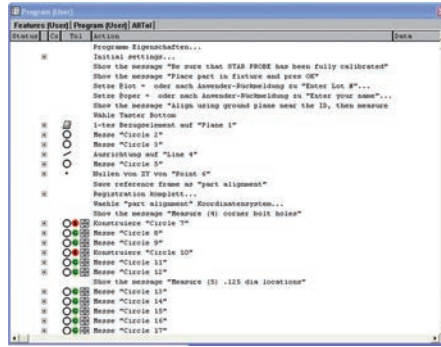 Program (User)
Features (User) Program (User) AllTol
Status Cs Tol Action Data
Programm Eigenschaften...
Initial settings...
Show the message "Be sure that STAR PROBE has been fully calibrated"
Show the message "Place part in fixture and press OK"
Setze = oder nach Anwender-Rückmeldung zu "Enter Lot #"...
Setze = oder nach Anwender-Rückmeldung zu "Enter your name"...
Show the message "Align using ground plane near the ID, then measure
Wähle Taster Bottom
1-tes Bezugselement auf "Plane 1"
Messe "Circle 2"
Messe "Circle 3"
Ausrichtung auf "Line 4"
Messe "Circle 5"
Nullen von ZY von "Point 6"
Save reference frame as "part alignment"
Registration komplett...
Waehle "part alignment" Koordinatensystem...
Show the message "Measure (4) corner bolt holes"
Konstruiere "Circle 7"
Messe "Circle 8"
Messe "Circle 9"
Konstruiere "Circle 10"
Messe "Circle 11"
Messe "Circle 12"
Show the message "Measure (5) .125 dia locations"
Messe "Circle 13"
Messe "Circle 14"
Messe "Circle 15"
Messe "Circle 16"
Messe "Circle 17"